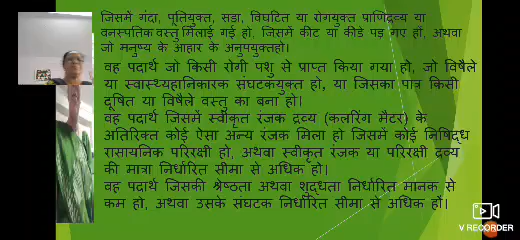 जिसमें गंदा, पूतियुक्त, सड़ा, विघटित या रोगयुक्त पाणिद्रव्य या
वनस्पतिक वस्तु मिलाई गई हो, जिसमें कीट या कीड़े पड़ गए हों, अथवा
जो मनुष्य के आहार के अनुपयुक्तहो।
वह पदार्थ जो किसी रोगी पशु से प्राप्त किया गया हो, जो विषैले
या स्वास्थ्यहानिकारक संघटकयुक्त हो, या जिसका पात्र किसी
दूषित या विषैले वस्तु का बना हो।
वह पदार्थ जिसमें स्वीकृत रंजक द्रव्य (कलरिंग मैटर) के
अतिरिक्त कोई ऐसा अन्य रंजक मिला हो जिसमें कोई निषिद्ध
रासायनिक परिरक्षी हो, अथवा स्वीकृत रंजक या परिरक्षी द्रव्य
की मात्रा निर्धारित सीमा से अधिक हो।
वह पदार्थ जिसकी श्रेष्ठता अथवा शुद्धता निर्धारित मानक से
कम हो, अथवा उसके संघटक निर्धारित सीमा से अधिक हों।
V RECORDER